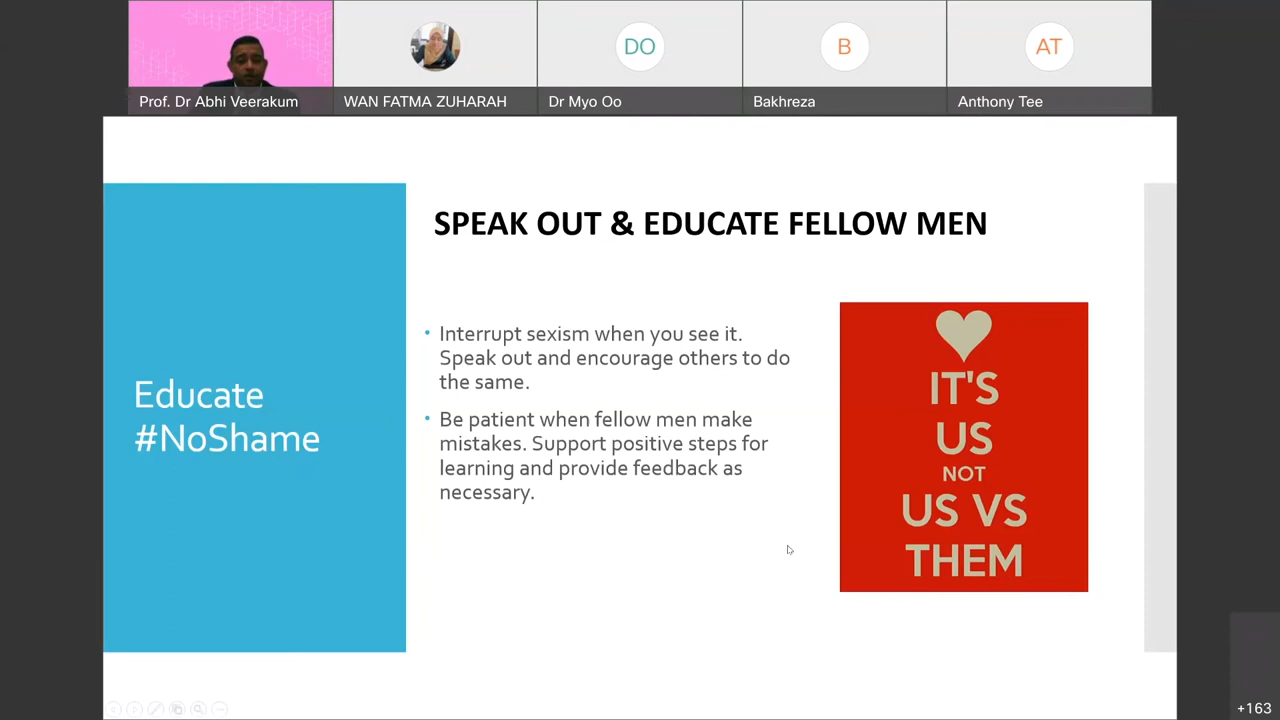 DO
B
AT
Prof. Dr Abhi Veerakum
WAN FATMA ZUHARAH
Dr Myo Oo
Bakhreza
Anthony Tee
SPEAK OUT & EDUCATE FELLOW MEN
Educate
#NoShame
• Interrupt sexism when you see it.
Speak out and encourage others to do
the same.
• Be patient when fellow men make
mistakes. Support positive steps for
learning and provide feedback as
necessary.
IT'S
US
NOT
US VS
THEM
+163